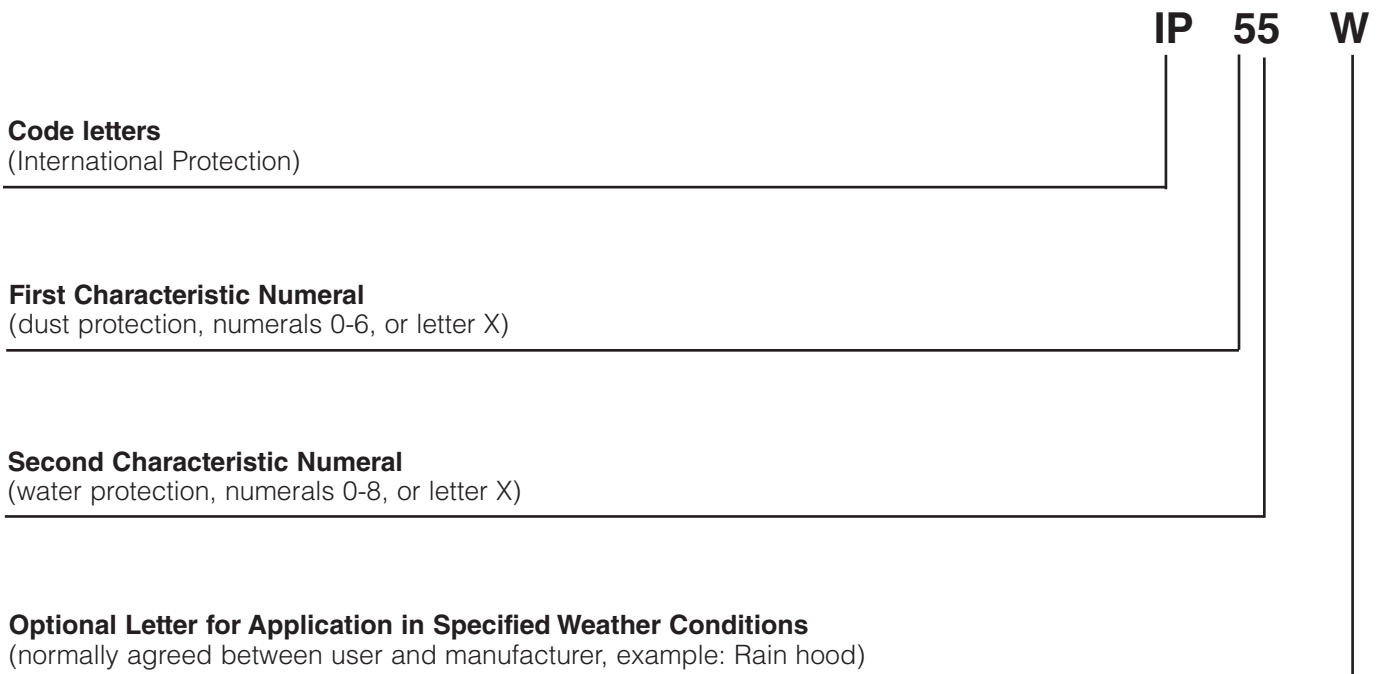 IP 55 W
Code letters
(International Protection)
First Characteristic Numeral
(dust protection, numerals 0-6, or letter X)
Second Characteristic Numeral
(water protection, numerals 0-8, or letter X)
Optional Letter for Application in Specified Weather Conditions
(normally agreed between user and manufacturer, example: Rain hood)